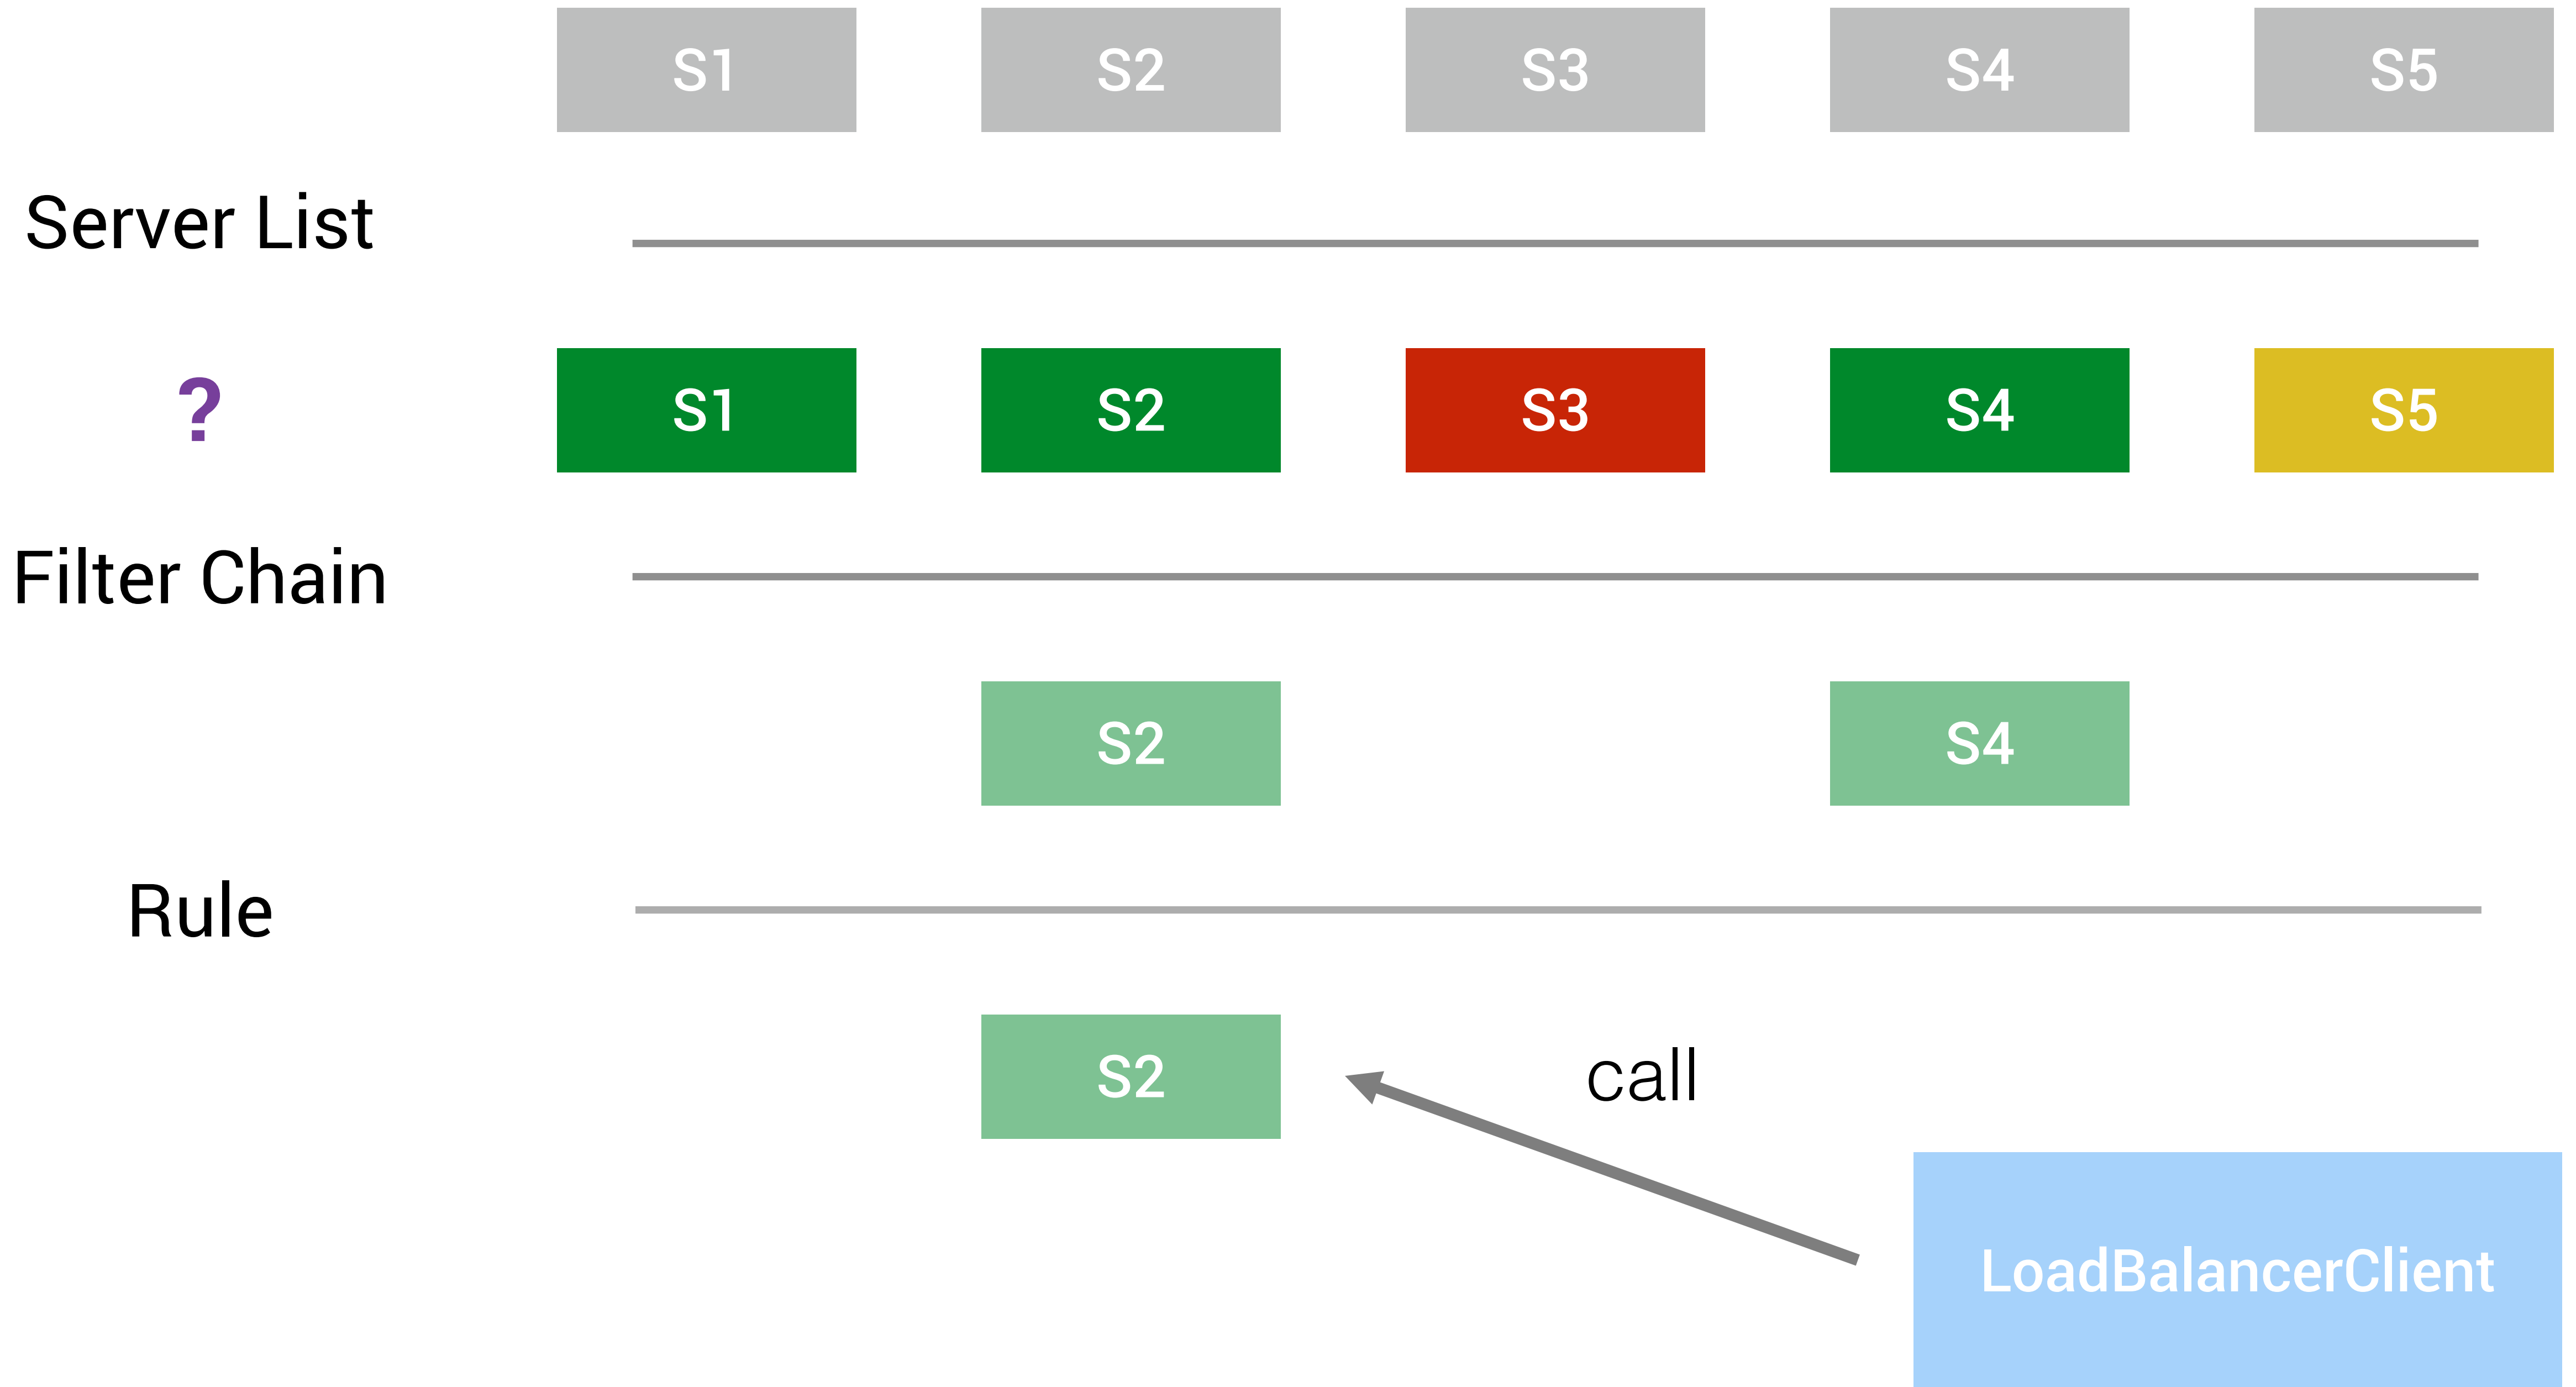 S1 S2 S3 S4 S5
Server List
? S1 S2 S3 S4 S5
Filter Chain
S2 S4
Rule
S2
call
LoadBalancerClient